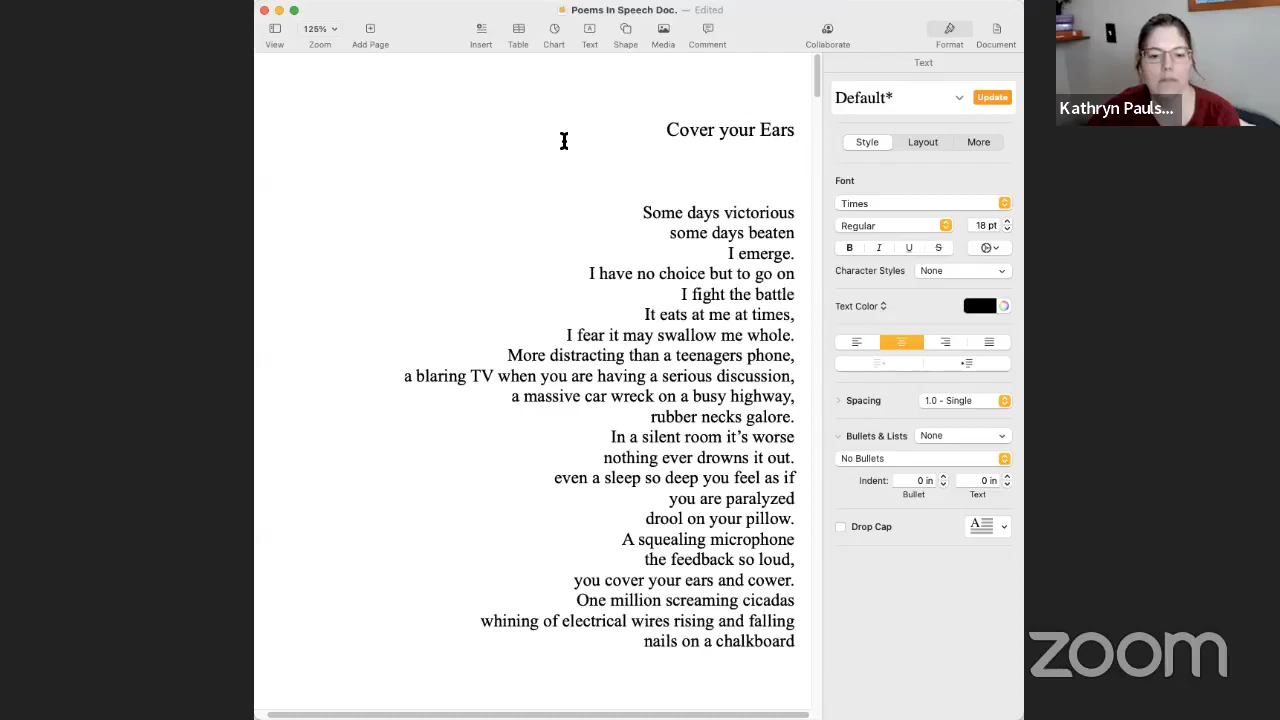 Poems In Speech Doc. — Edited
125%
View
Zoom
Add Page
Insert
Table
Chart
Text
Shape
Media
Comment
Collaborate
Format
Document
Text
Default*
Update
Style
Layout
More
Font
Times
Regular
18 pt
B I U S
Character Styles
None
Text Color
Spacing
1.0 - Single
Bullets & Lists
None
No Bullets
Indent:
0 in
0 in
Bullet
Text
Drop Cap
A
Cover your Ears
Some days victorious
some days beaten
I emerge.
I have no choice but to go on
I fight the battle
It eats at me at times,
I fear it may swallow me whole.
More distracting than a teenagers phone,
a blaring TV when you are having a serious discussion,
a massive car wreck on a busy highway,
rubber necks galore.
In a silent room it’s worse
nothing ever drowns it out.
even a sleep so deep you feel as if
you are paralyzed
drool on your pillow.
A squealing microphone
the feedback so loud,
you cover your ears and cower.
One million screaming cicadas
whining of electrical wires rising and falling
nails on a chalkboard
Kathryn Pauls...
zoom